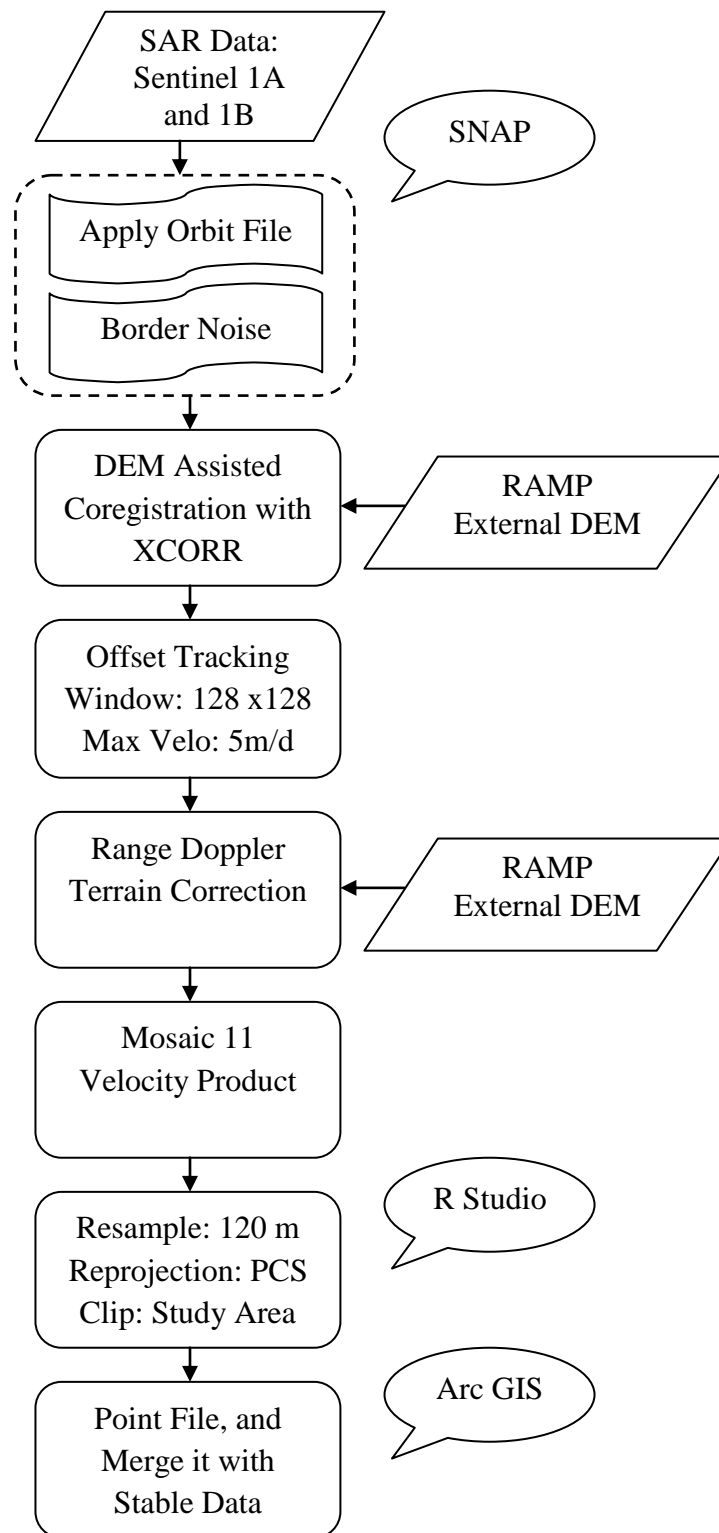 SAR Data:
Sentinel 1A
and 1B
SNAP
Apply Orbit File
Border Noise
DEM Assisted
Coregistration with
XCORR
RAMP
External DEM
Offset Tracking
Window: 128 x128
Max Velo: 5m/d
Range Doppler
Terrain Correction
RAMP
External DEM
Mosaic 11
Velocity Product
R Studio
Resample: 120 m
Reprojection: PCS
Clip: Study Area
Arc GIS
Point File, and
Merge it with
Stable Data